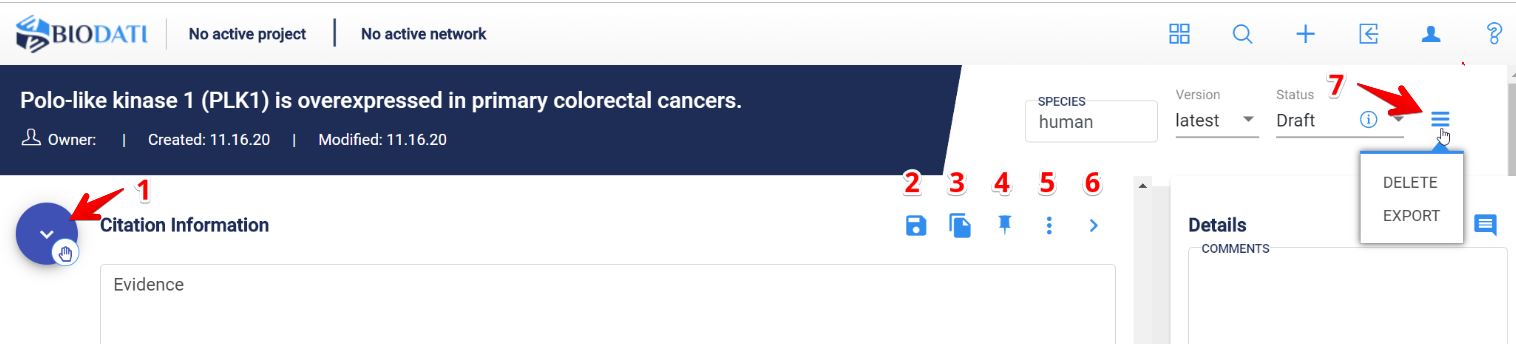 BIODATI
No active project | No active network
Polo-like kinase 1 (PLK1) is overexpressed in primary colorectal cancers.
Owner: | Created: 11.16.20 | Modified: 11.16.20
SPECIES
human
Version
latest
Status
Draft
7
DELETE
EXPORT
1
2 3 4 5 6
Citation Information
Evidence
Details
COMMENTS